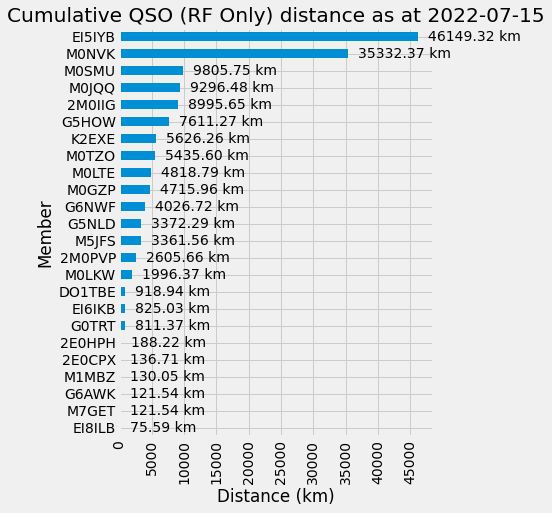 Cumulative QSO (RF Only) distance as at 2022-07-15
EI5IYB 46149.32 km
M0NVK 35332.37 km
M0SMU 9805.75 km
M0JQQ 9296.48 km
2M0IIG 8995.65 km
G5HOW 7611.27 km
K2EXE 5626.26 km
M0TZO 5435.60 km
M0LTE 4818.79 km
M0GZP 4715.96 km
G6NWF 4026.72 km
G5NLD 3372.29 km
M5JFS 3361.56 km
2M0PVP 2605.66 km
M0LKW 1996.37 km
DO1TBE 918.94 km
EI6IKB 825.03 km
G0TRT 811.37 km
2E0HPH 188.22 km
2E0CPX 136.71 km
M1MBZ 130.05 km
G6AWK 121.54 km
M7GET 121.54 km
EI8ILB 75.59 km
Member
0 5000 10000 15000 20000 25000 30000 35000 40000 45000
Distance (km)